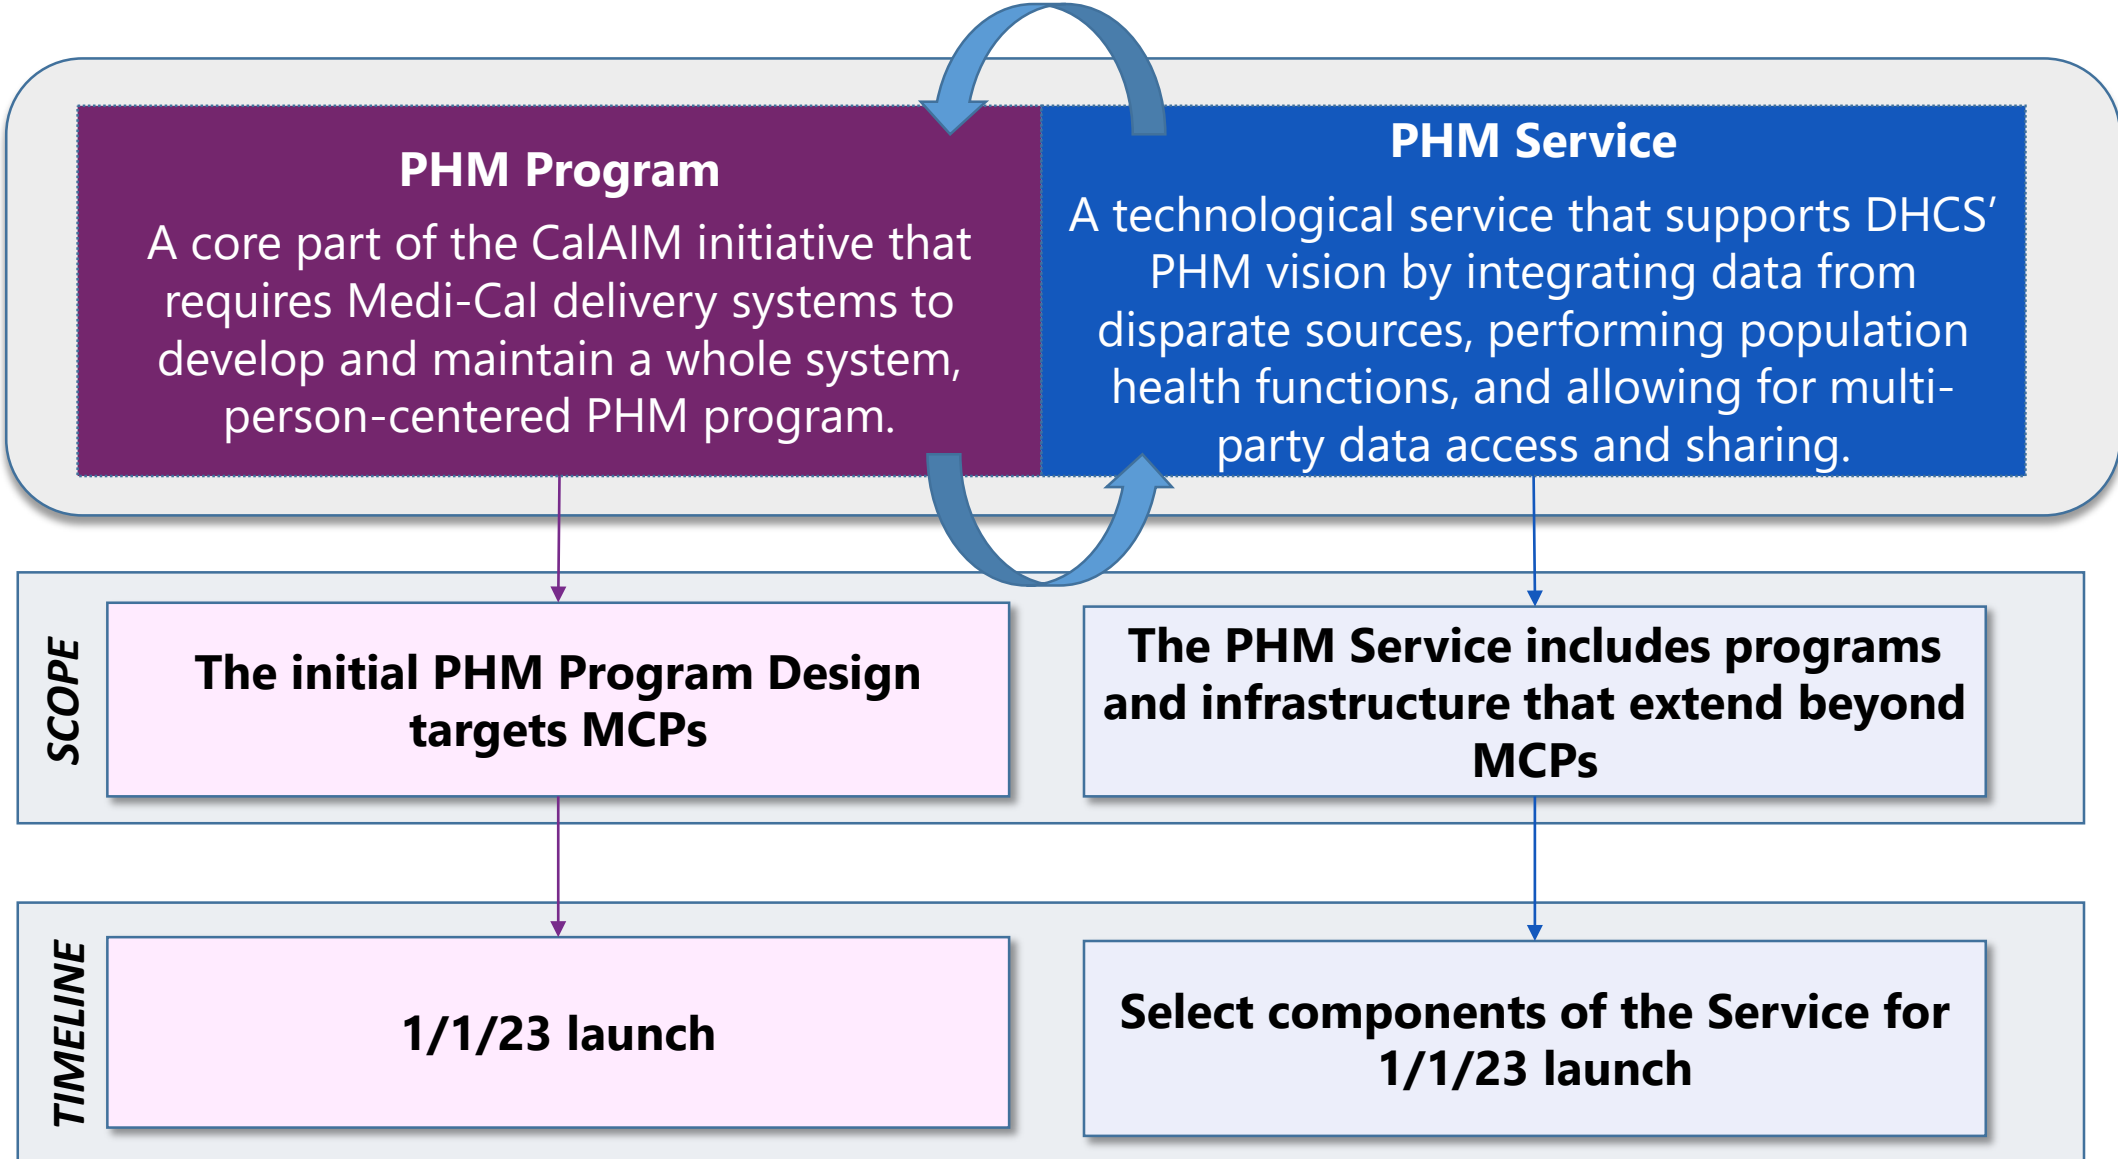 PHM Program
A core part of the CalAIM initiative that
requires Medi-Cal delivery systems to
develop and maintain a whole system,
person-centered PHM program.
PHM Service
A technological service that supports DHCS’
PHM vision by integrating data from
disparate sources, performing population
health functions, and allowing for multi-
party data access and sharing.
SCOPE
The initial PHM Program Design
targets MCPs
The PHM Service includes programs
and infrastructure that extend beyond
MCPs
TIMELINE
1/1/23 launch
Select components of the Service for
1/1/23 launch